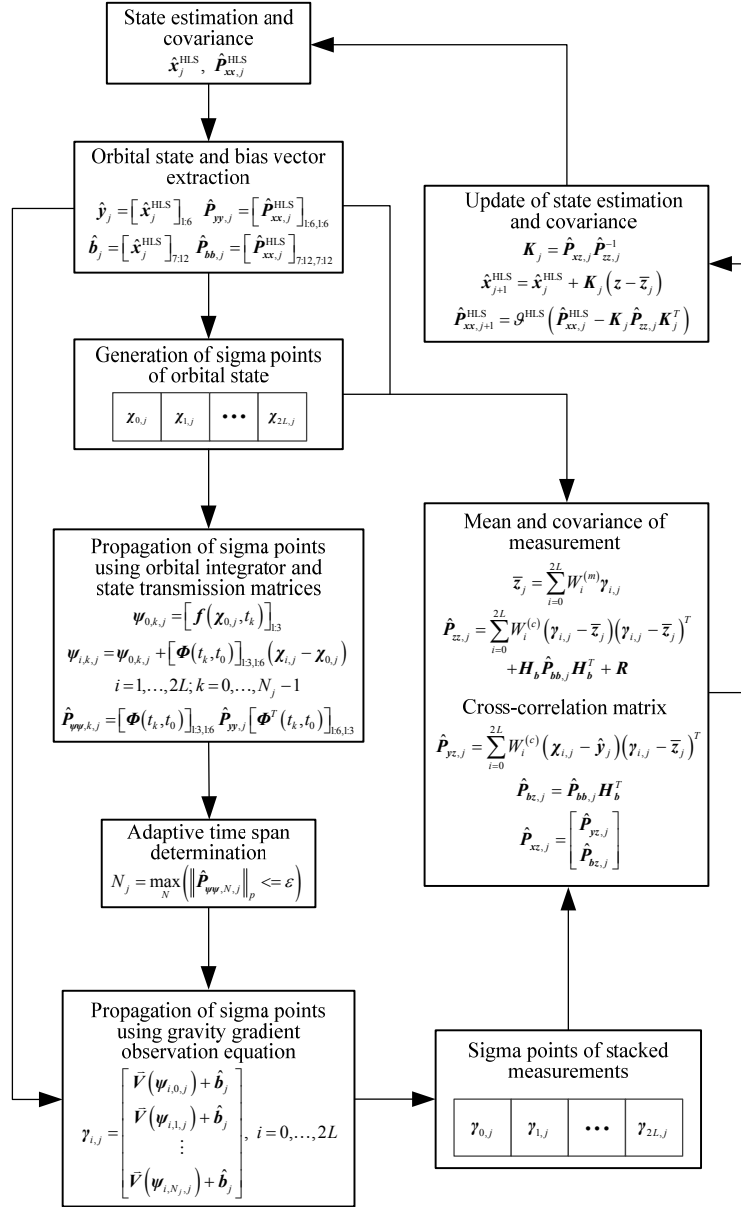 State estimation and
covariance
x̂_j^HLS, P̂_xx,j^HLS
Orbital state and bias vector
extraction
ŷ_j = [x̂_j^HLS]_1:6 P̂_yy,j = [P̂_xx,j^HLS]_1:6,1:6
b̂_j = [x̂_j^HLS]_7:12 P̂_bb,j = [P̂_xx,j^HLS]_7:12,7:12
Generation of sigma points
of orbital state
χ_0,j χ_1,j ••• χ_2L,j
Propagation of sigma points
using orbital integrator and
state transmission matrices
ψ_0,k,j = [f(χ_0,j, t_k)]_1:3
ψ_i,k,j = ψ_0,k,j + [Φ(t_k, t_0)]_1:3,1:6 (χ_i,j − χ_0,j)
i = 1,…,2L; k = 0,…, N_j − 1
P̂_ψψ,k,j = [Φ(t_k, t_0)]_1:3,1:6 P̂_yy,j [Φ^T(t_k, t_0)]_1:6,1:3
Adaptive time span
determination
N_j = max_N (‖P̂_ψψ,N,j‖_p <= ε)
Propagation of sigma points
using gravity gradient
observation equation
γ_i,j = [V̄(ψ_i,0,j) + b̂_j
V̄(ψ_i,1,j) + b̂_j
⋮
V̄(ψ_i,N_j,j) + b̂_j], i = 0,…,2L
Sigma points of stacked
measurements
γ_0,j γ_1,j ••• γ_2L,j
Mean and covariance of
measurement
z̄_j = ∑_{i=0}^{2L} W_i^(m) γ_i,j
P̂_zz,j = ∑_{i=0}^{2L} W_i^(c) (γ_i,j − z̄_j)(γ_i,j − z̄_j)^T
+ H_b P̂_bb,j H_b^T + R
Cross-correlation matrix
P̂_yz,j = ∑_{i=0}^{2L} W_i^(c) (χ_i,j − ŷ_j)(γ_i,j − z̄_j)^T
P̂_bz,j = P̂_bb,j H_b^T
P̂_xz,j = [P̂_yz,j
P̂_bz,j]
Update of state estimation
and covariance
K_j = P̂_xz,j P̂_zz,j^−1
x̂_j+1^HLS = x̂_j^HLS + K_j (z − z̄_j)
P̂_xx,j+1^HLS = ϑ^HLS (P̂_xx,j^HLS − K_j P̂_zz,j K_j^T)